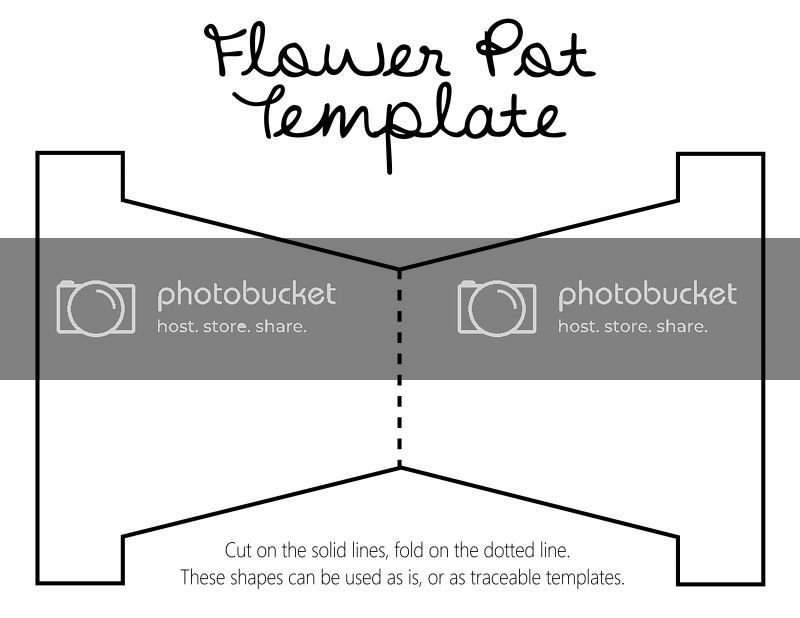 Flower Pot
Template
photobucket photobucket
host. store. share. host. store. share.
Cut on the solid lines, fold on the dotted line.
These shapes can be used as is, or as traceable templates.